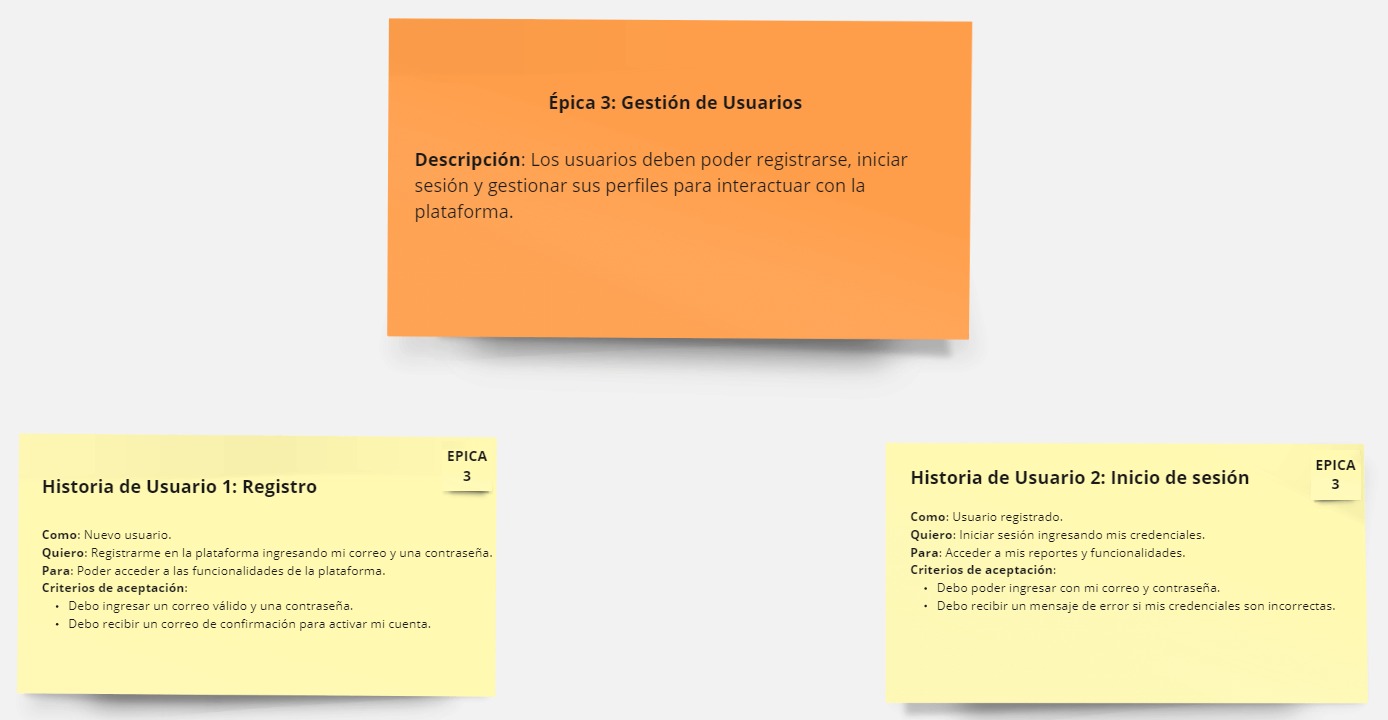 Épica 3: Gestión de Usuarios
Descripción: Los usuarios deben poder registrarse, iniciar
sesión y gestionar sus perfiles para interactuar con la
plataforma.
EPICA
3
Historia de Usuario 1: Registro
Como: Nuevo usuario.
Quiero: Registrarme en la plataforma ingresando mi correo y una contraseña.
Para: Poder acceder a las funcionalidades de la plataforma.
Criterios de aceptación:
• Debo ingresar un correo válido y una contraseña.
• Debo recibir un correo de confirmación para activar mi cuenta.
EPICA
3
Historia de Usuario 2: Inicio de sesión
Como: Usuario registrado.
Quiero: Iniciar sesión ingresando mis credenciales.
Para: Acceder a mis reportes y funcionalidades.
Criterios de aceptación:
• Debo poder ingresar con mi correo y contraseña.
• Debo recibir un mensaje de error si mis credenciales son incorrectas.